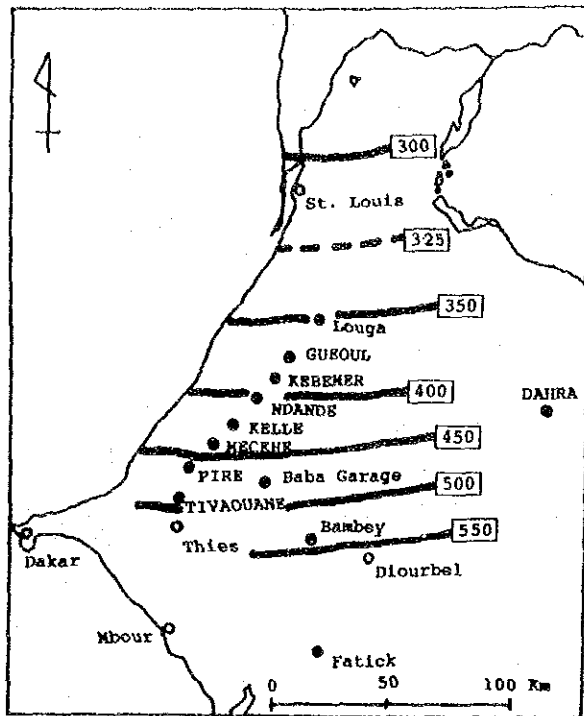 300
St. Louis
325
350
Louga
GUEOUL
KEBEMER
400
NDANDE
DAHRA
KELLE
450
MECKHE
PIRE
Baba Garage
500
TIVAOUANE
Bambey
550
Thies
Dakar
Diourbel
Mbour
Fatick
0 50 100 Km